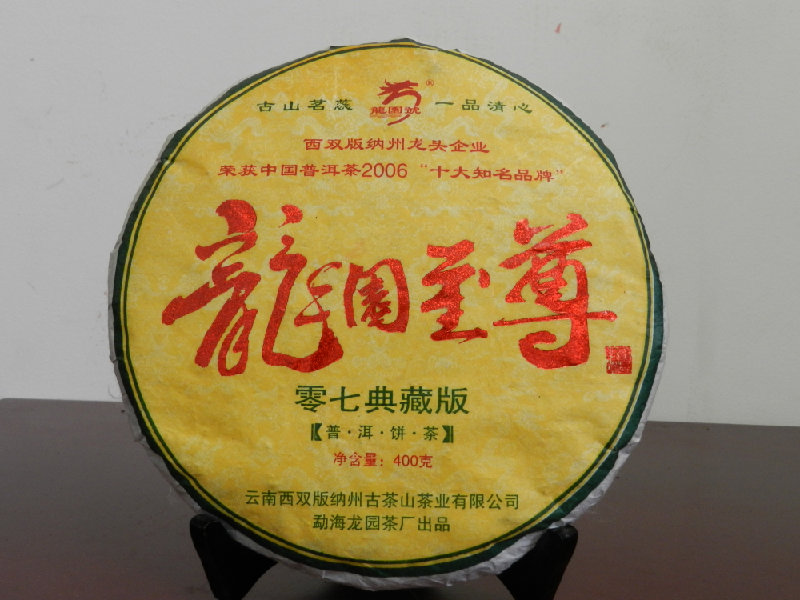 古山茗蕊 龍園號® 一品清心
西双版纳州龙头企业
荣获中国普洱茶2006 “十大知名品牌”
龍園至尊
零七典藏版
【普·洱·饼·茶】
净含量：400克
云南西双版纳州古茶山茶业有限公司
勐海龙园茶厂出品